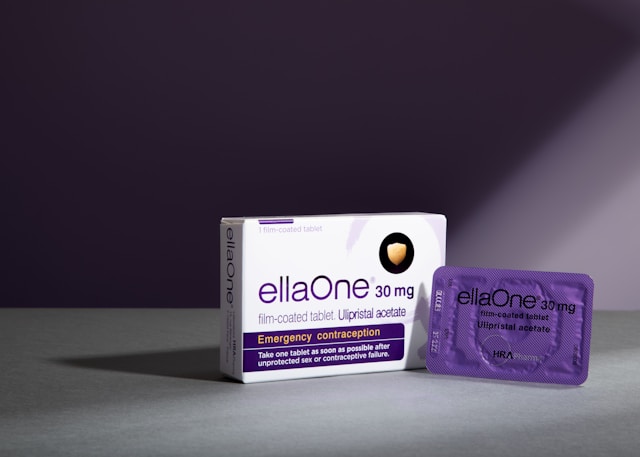 1 film-coated tablet
ellaOne® 30 mg
film-coated tablet. Ulipristal acetate
Emergency contraception
Take one tablet as soon as possible after
unprotected sex or contraceptive failure.
ellaOne®
ellaOne® 30 mg
film-coated tablet
Ulipristal acetate
HRA Pharma